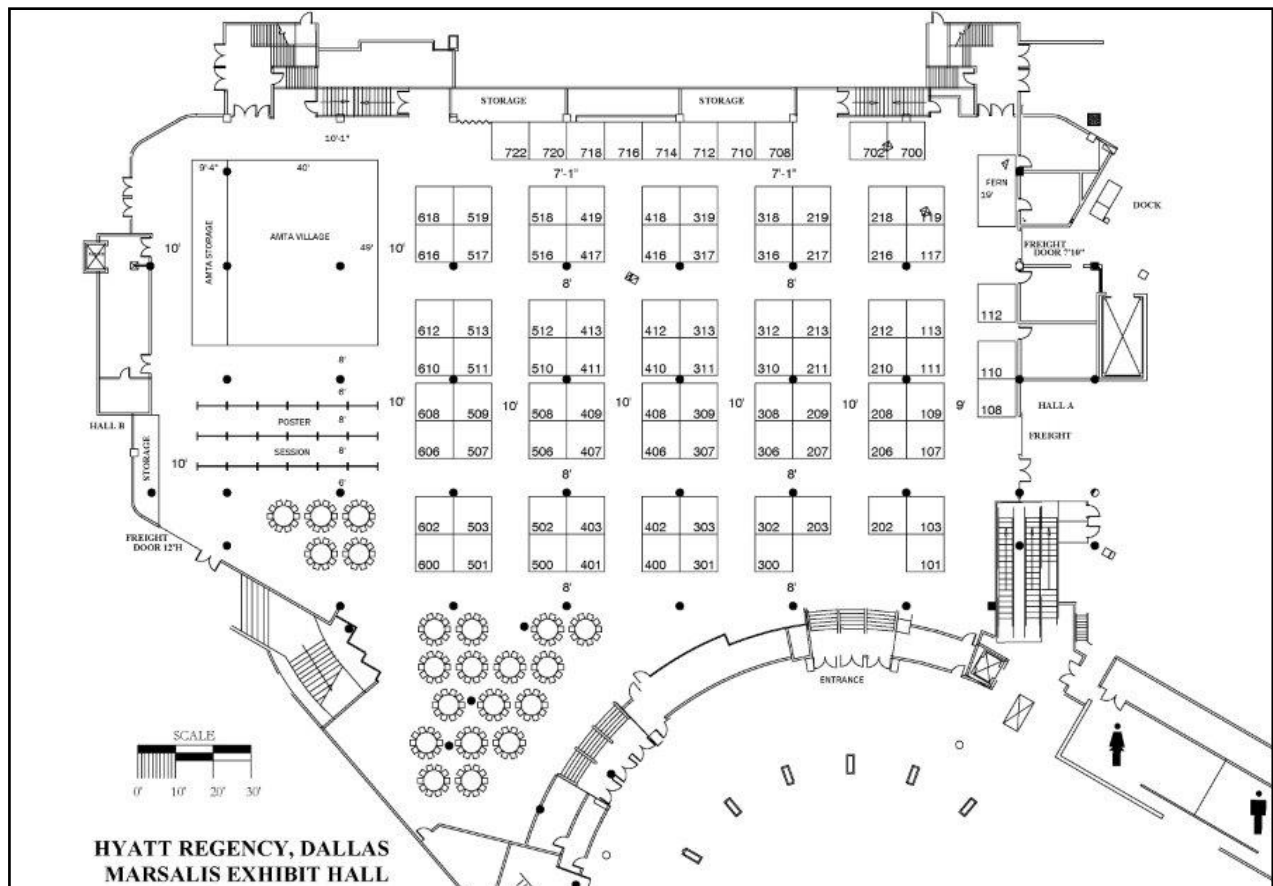 STORAGE STORAGE
10'-1"
722 720 718 716 714 712 710 708 702 700
9'-4" 40' 7'-1" 7'-1" FERN
19'
618 519 518 419 418 319 318 219 218 119
DOCK
AMTA STORAGE
AMTA VILLAGE
10' 49' 10'
616 517 516 417 416 317 316 217 216 117
FREIGHT
DOOR 7'10"
8' 8'
112
612 513 512 413 412 313 312 213 212 113
8'
610 511 510 411 410 311 310 211 210 111 110
6'
10' 10' 10' 10' 10' 9'
608 509 508 409 408 309 308 209 208 109 108
HALL A
HALL B
POSTER 8'
FREIGHT
SESSION 8'
606 507 506 407 406 307 306 207 206 107
10'
STORAGE
8' 8'
6'
602 503 502 403 402 303 302 203 202 103
FREIGHT
DOOR 12'H
600 501 500 401 400 301 300 101
8' 8'
ENTRANCE
SCALE
0' 10' 20' 30'
HYATT REGENCY, DALLAS
MARSALIS EXHIBIT HALL